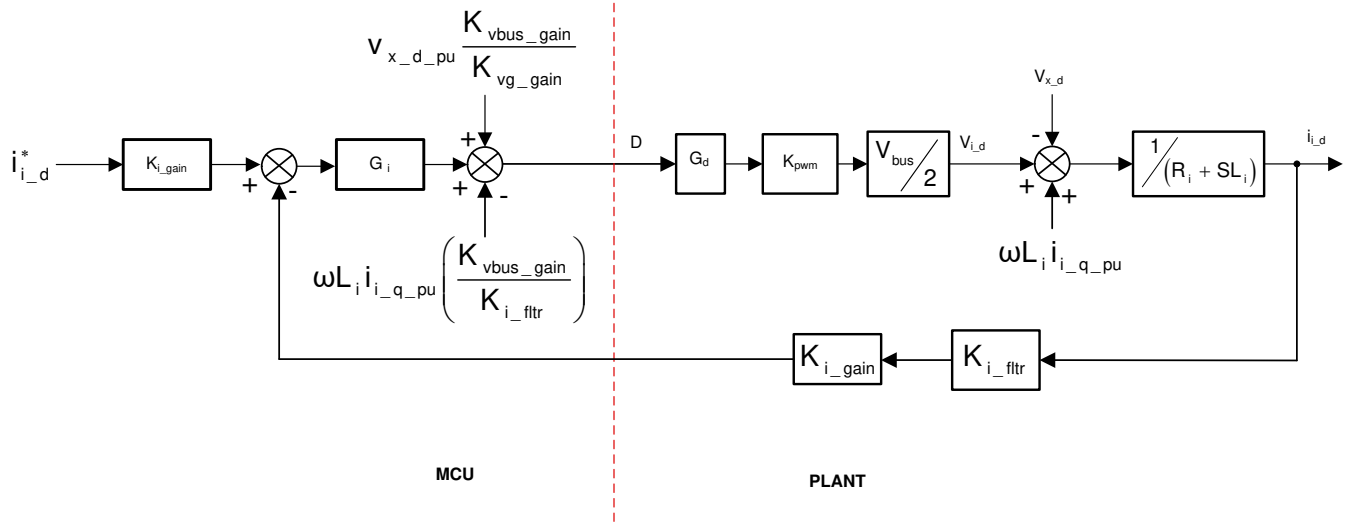 v x_d_pu K vbus_gain / K vg_gain
V x_d
i* i_d
K i_gain
+
-
G i
+
+
-
D
G d
K pwm
V bus / 2
V i_d
-
+
+
1/(R i + SL i)
i i_d
ωL i i i_q_pu (K vbus_gain / K i_fltr)
ωL i i i_q_pu
K i_gain
K i_fltr
MCU
PLANT